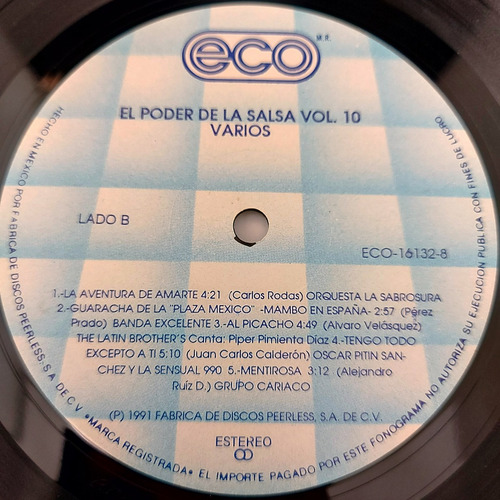 eco M.R.
EL PODER DE LA SALSA VOL. 10
VARIOS
LADO B
ECO-16132-8
1.-LA AVENTURA DE AMARTE 4:21 (Carlos Rodas) ORQUESTA LA SABROSURA
2.-GUARACHA DE LA "PLAZA MEXICO" -MAMBO EN ESPAÑA- 2:57 (Pérez
Prado) BANDA EXCELENTE 3.-AL PICACHO 4:49 (Alvaro Velásquez)
THE LATIN BROTHER'S Canta: Piper Pimienta Díaz 4.-TENGO TODO
EXCEPTO A TI 5:10 (Juan Carlos Calderón) OSCAR PITIN SAN-
CHEZ Y LA SENSUAL 990 5.-MENTIROSA 3:12 (Alejandro
Ruíz D.) GRUPO CARIACO
(P) 1991 FABRICA DE DISCOS PEERLESS, S.A. DE C.V.
ESTEREO
HECHO EN MEXICO POR FABRICA DE DISCOS PEERLESS, S.A. DE C.V. •MARCA REGISTRADA• EL IMPORTE PAGADO POR ESTE FONOGRAMA NO AUTORIZA SU EJECUCION PUBLICA CON FINES DE LUCRO